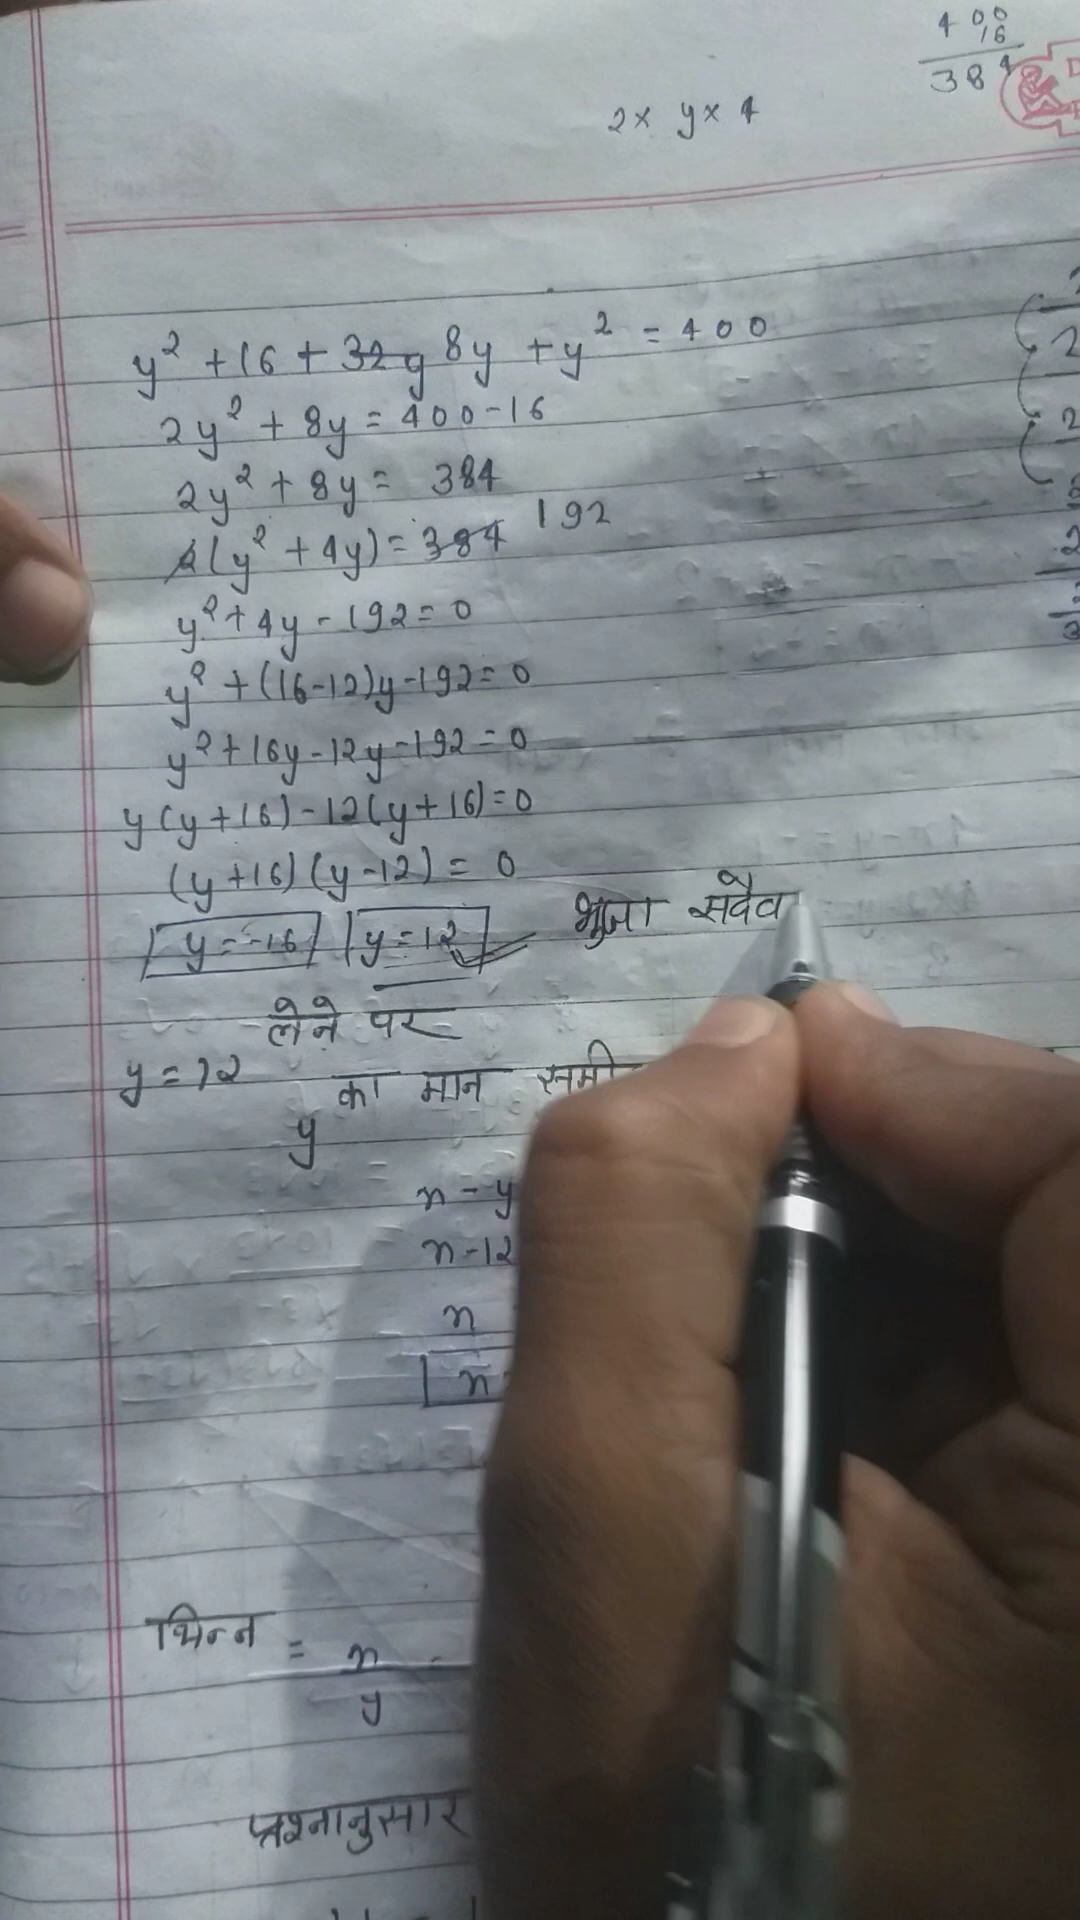 400
16
384
2x yx 4
y² + 16 + 32y 8y + y² = 400
2y² + 8y = 400-16
2y² + 8y = 384
2(y² + 4y) = 384 192
y² + 4y - 192 = 0
y² + (16-12)y - 192 = 0
y² + 16y - 12y - 192 = 0
y(y+16) - 12(y+16) = 0
(y+16) (y-12) = 0
y = -16 y = 12 भुजा सदैव
लेने पर
y = 12
y का मान समी
x - y
x - 12
x
x
भिन्न = x
y
प्रश्नानुसार